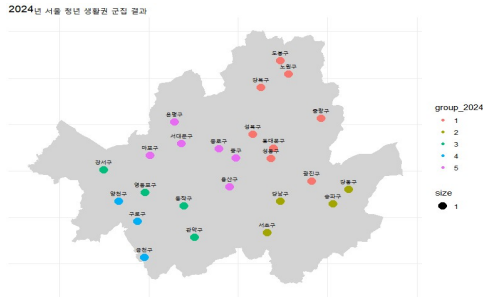 2024년 서울 청년 생활권 군집 결과
도봉구
노원구
강북구
중랑구
은평구
성북구
서대문구
종로구
동대문구
마포구
중구
성동구
강서구
광진구
용산구
강동구
영등포구
양천구
동작구
강남구
송파구
구로구
서초구
관악구
금천구
group_2024
1
2
3
4
5
size
1